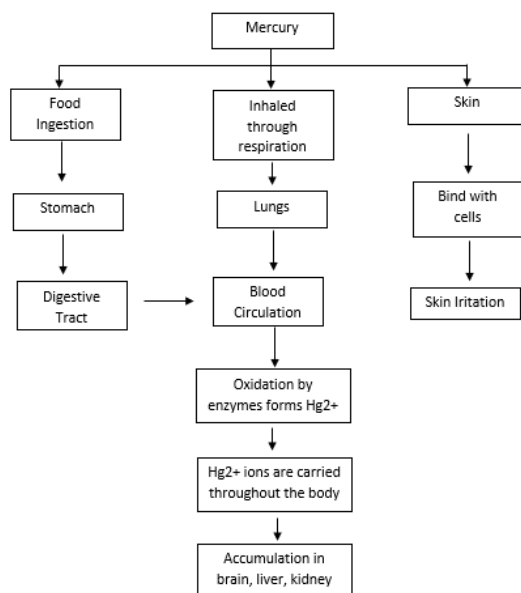 Mercury
Food
Ingestion
Inhaled
through
respiration
Skin
Stomach
Lungs
Bind with
cells
Digestive
Tract
Blood
Circulation
Skin Iritation
Oxidation by
enzymes forms Hg2+
Hg2+ ions are carried
throughout the body
Accumulation in
brain, liver, kidney